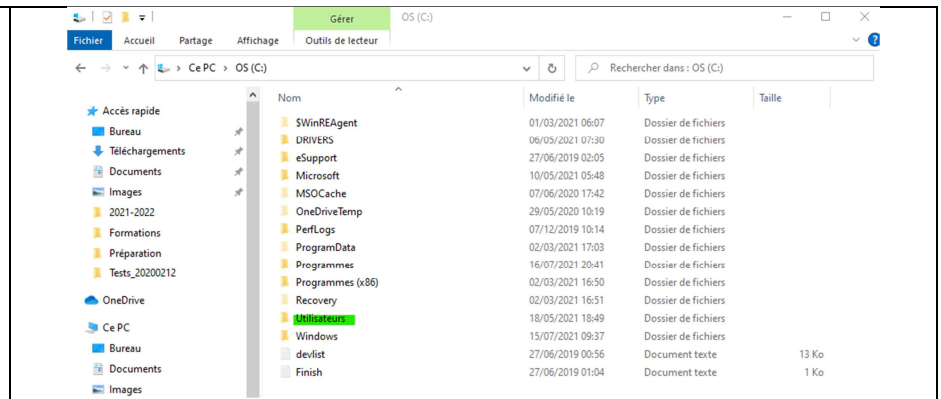 Gérer OS (C:)
Fichier Accueil Partage Affichage Outils de lecteur
Ce PC > OS (C:) Rechercher dans : OS (C:)
Nom Modifié le Type Taille
Accès rapide
Bureau
Téléchargements
Documents
Images
2021-2022
Formations
Préparation
Tests_20200212
OneDrive
Ce PC
Bureau
Documents
Images
$WinREAgent 01/03/2021 06:07 Dossier de fichiers
DRIVERS 06/05/2021 07:30 Dossier de fichiers
eSupport 27/06/2019 02:05 Dossier de fichiers
Microsoft 10/05/2021 05:48 Dossier de fichiers
MSOCache 07/06/2020 17:42 Dossier de fichiers
OneDriveTemp 29/05/2020 10:19 Dossier de fichiers
PerfLogs 07/12/2019 10:14 Dossier de fichiers
ProgramData 02/03/2021 17:03 Dossier de fichiers
Programmes 16/07/2021 20:41 Dossier de fichiers
Programmes (x86) 02/03/2021 16:50 Dossier de fichiers
Recovery 02/03/2021 16:51 Dossier de fichiers
Utilisateurs 18/05/2021 18:49 Dossier de fichiers
Windows 15/07/2021 09:37 Dossier de fichiers
devlist 27/06/2019 00:56 Document texte 13 Ko
Finish 27/06/2019 01:04 Document texte 1 Ko